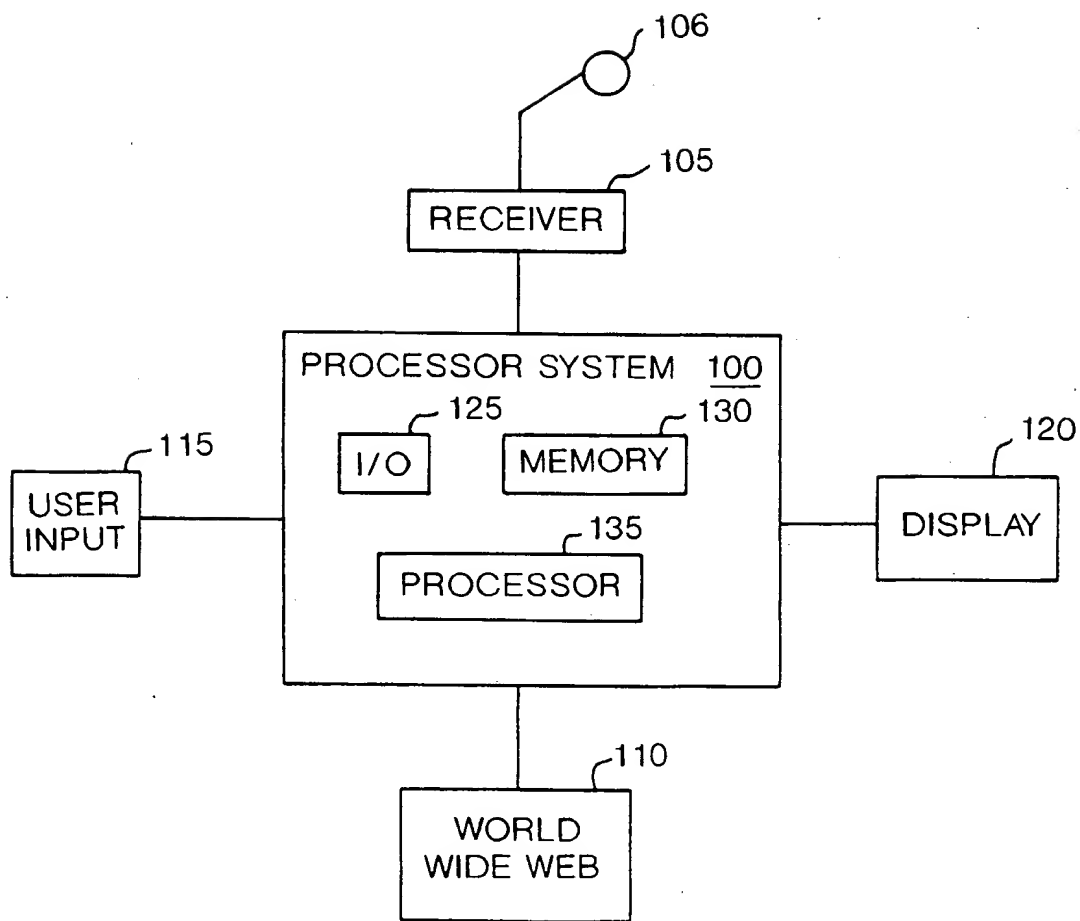 106
105
RECEIVER
PROCESSOR SYSTEM 100
125
130
I/O
MEMORY
115
USER
INPUT
120
DISPLAY
135
PROCESSOR
110
WORLD
WIDE WEB